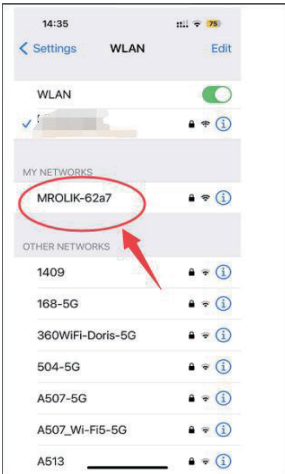 14:35
75
Settings WLAN Edit
WLAN
MY NETWORKS
MROLIK-62a7
OTHER NETWORKS
1409
168-5G
360WiFi-Doris-5G
504-5G
A507-5G
A507_Wi-Fi5-5G
A513